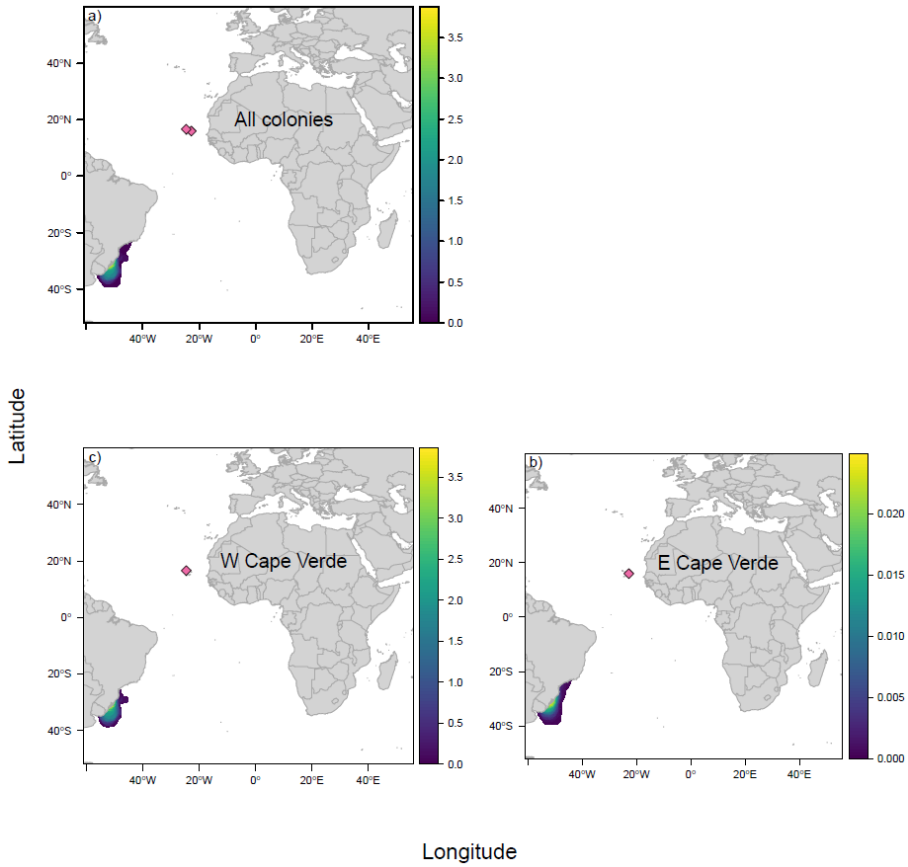 a)
All colonies
40°N
20°N
0°
20°S
40°S
40°W
20°W
0°
20°E
40°E
3.5
3.0
2.5
2.0
1.5
1.0
0.5
0.0
Latitude
c)
W Cape Verde
40°N
20°N
0°
20°S
40°S
60°W
40°W
20°W
0°
20°E
40°E
3.5
3.0
2.5
2.0
1.5
1.0
0.5
0.0
b)
E Cape Verde
40°N
20°N
0°
20°S
40°S
60°W
40°W
20°W
0°
20°E
40°E
0.020
0.015
0.010
0.005
0.000
Longitude